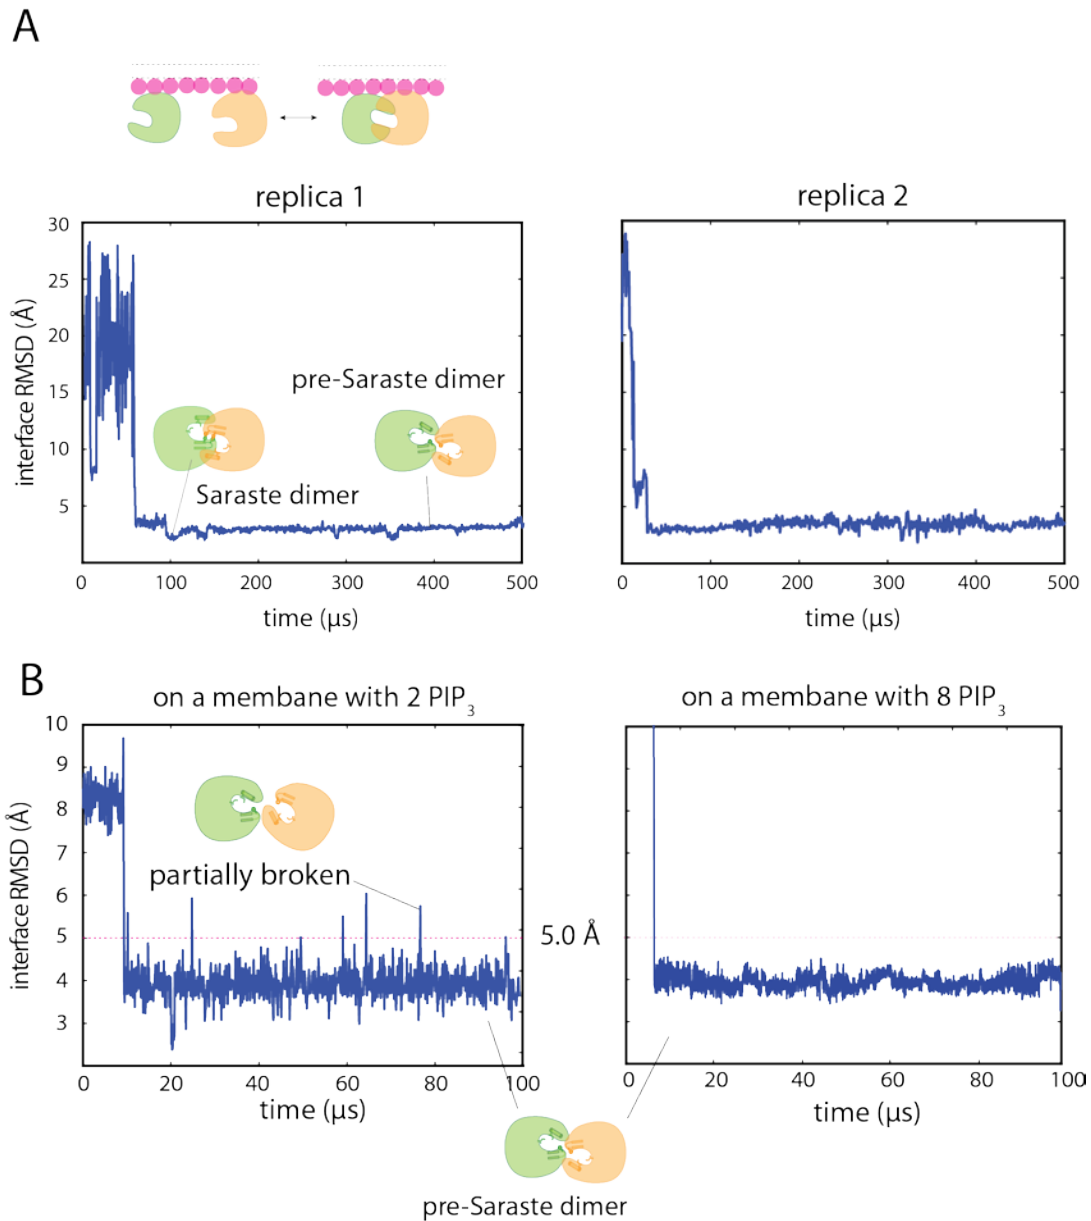 A
replica 1
replica 2
30
25
20
15
10
5
interface RMSD (Å)
pre-Saraste dimer
Saraste dimer
0 100 200 300 400 500
time (µs)
0 100 200 300 400 500
time (µs)
B
on a membane with 2 PIP3
on a membane with 8 PIP3
10
9
8
7
6
5
4
3
interface RMSD (Å)
partially broken
5.0 Å
0 20 40 60 80 100
time (µs)
0 20 40 60 80 100
time (µs)
pre-Saraste dimer